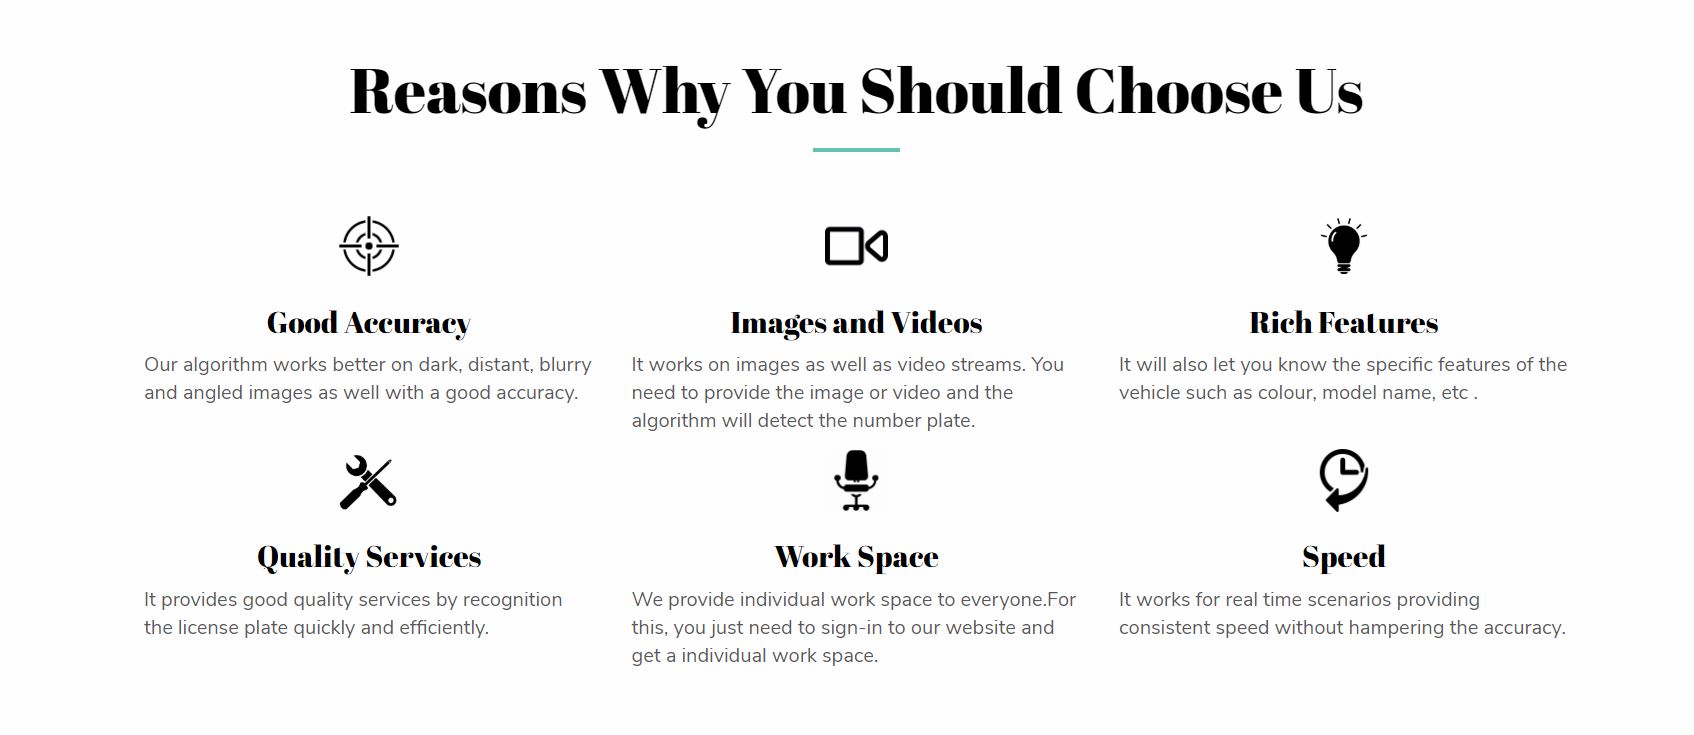 Reasons Why You Should Choose Us
Good Accuracy
Our algorithm works better on dark, distant, blurry
and angled images as well with a good accuracy.
Images and Videos
It works on images as well as video streams. You
need to provide the image or video and the
algorithm will detect the number plate.
Rich Features
It will also let you know the specific features of the
vehicle such as colour, model name, etc .
Quality Services
It provides good quality services by recognition
the license plate quickly and efficiently.
Work Space
We provide individual work space to everyone.For
this, you just need to sign-in to our website and
get a individual work space.
Speed
It works for real time scenarios providing
consistent speed without hampering the accuracy.